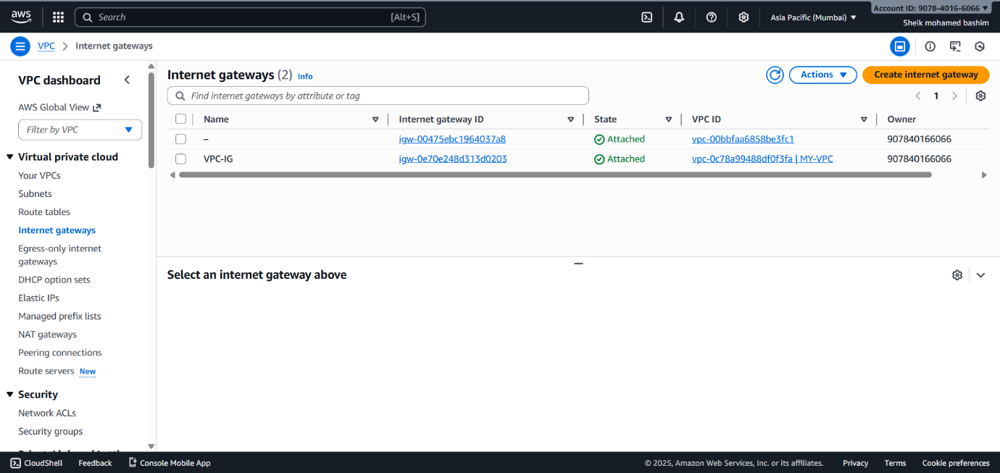 aws
Search [Alt+S]
Asia Pacific (Mumbai)
Account ID: 9078-4016-6066
Sheik mohamed bashim
VPC > Internet gateways
VPC dashboard
AWS Global View
Filter by VPC
Virtual private cloud
Your VPCs
Subnets
Route tables
Internet gateways
Egress-only internet
gateways
DHCP option sets
Elastic IPs
Managed prefix lists
NAT gateways
Peering connections
Route servers New
Security
Network ACLs
Security groups
Internet gateways (2) Info
Actions
Create internet gateway
Find internet gateways by attribute or tag
1
Name Internet gateway ID State VPC ID Owner
– igw-00475ebc1964037a8 Attached vpc-00bbfaa6858be3fc1 907840166066
VPC-IG igw-0e70e248d313d0203 Attached vpc-0c78a99488df0f3fa | MY-VPC 907840166066
Select an internet gateway above
CloudShell Feedback Console Mobile App
© 2025, Amazon Web Services, Inc. or its affiliates. Privacy Terms Cookie preferences